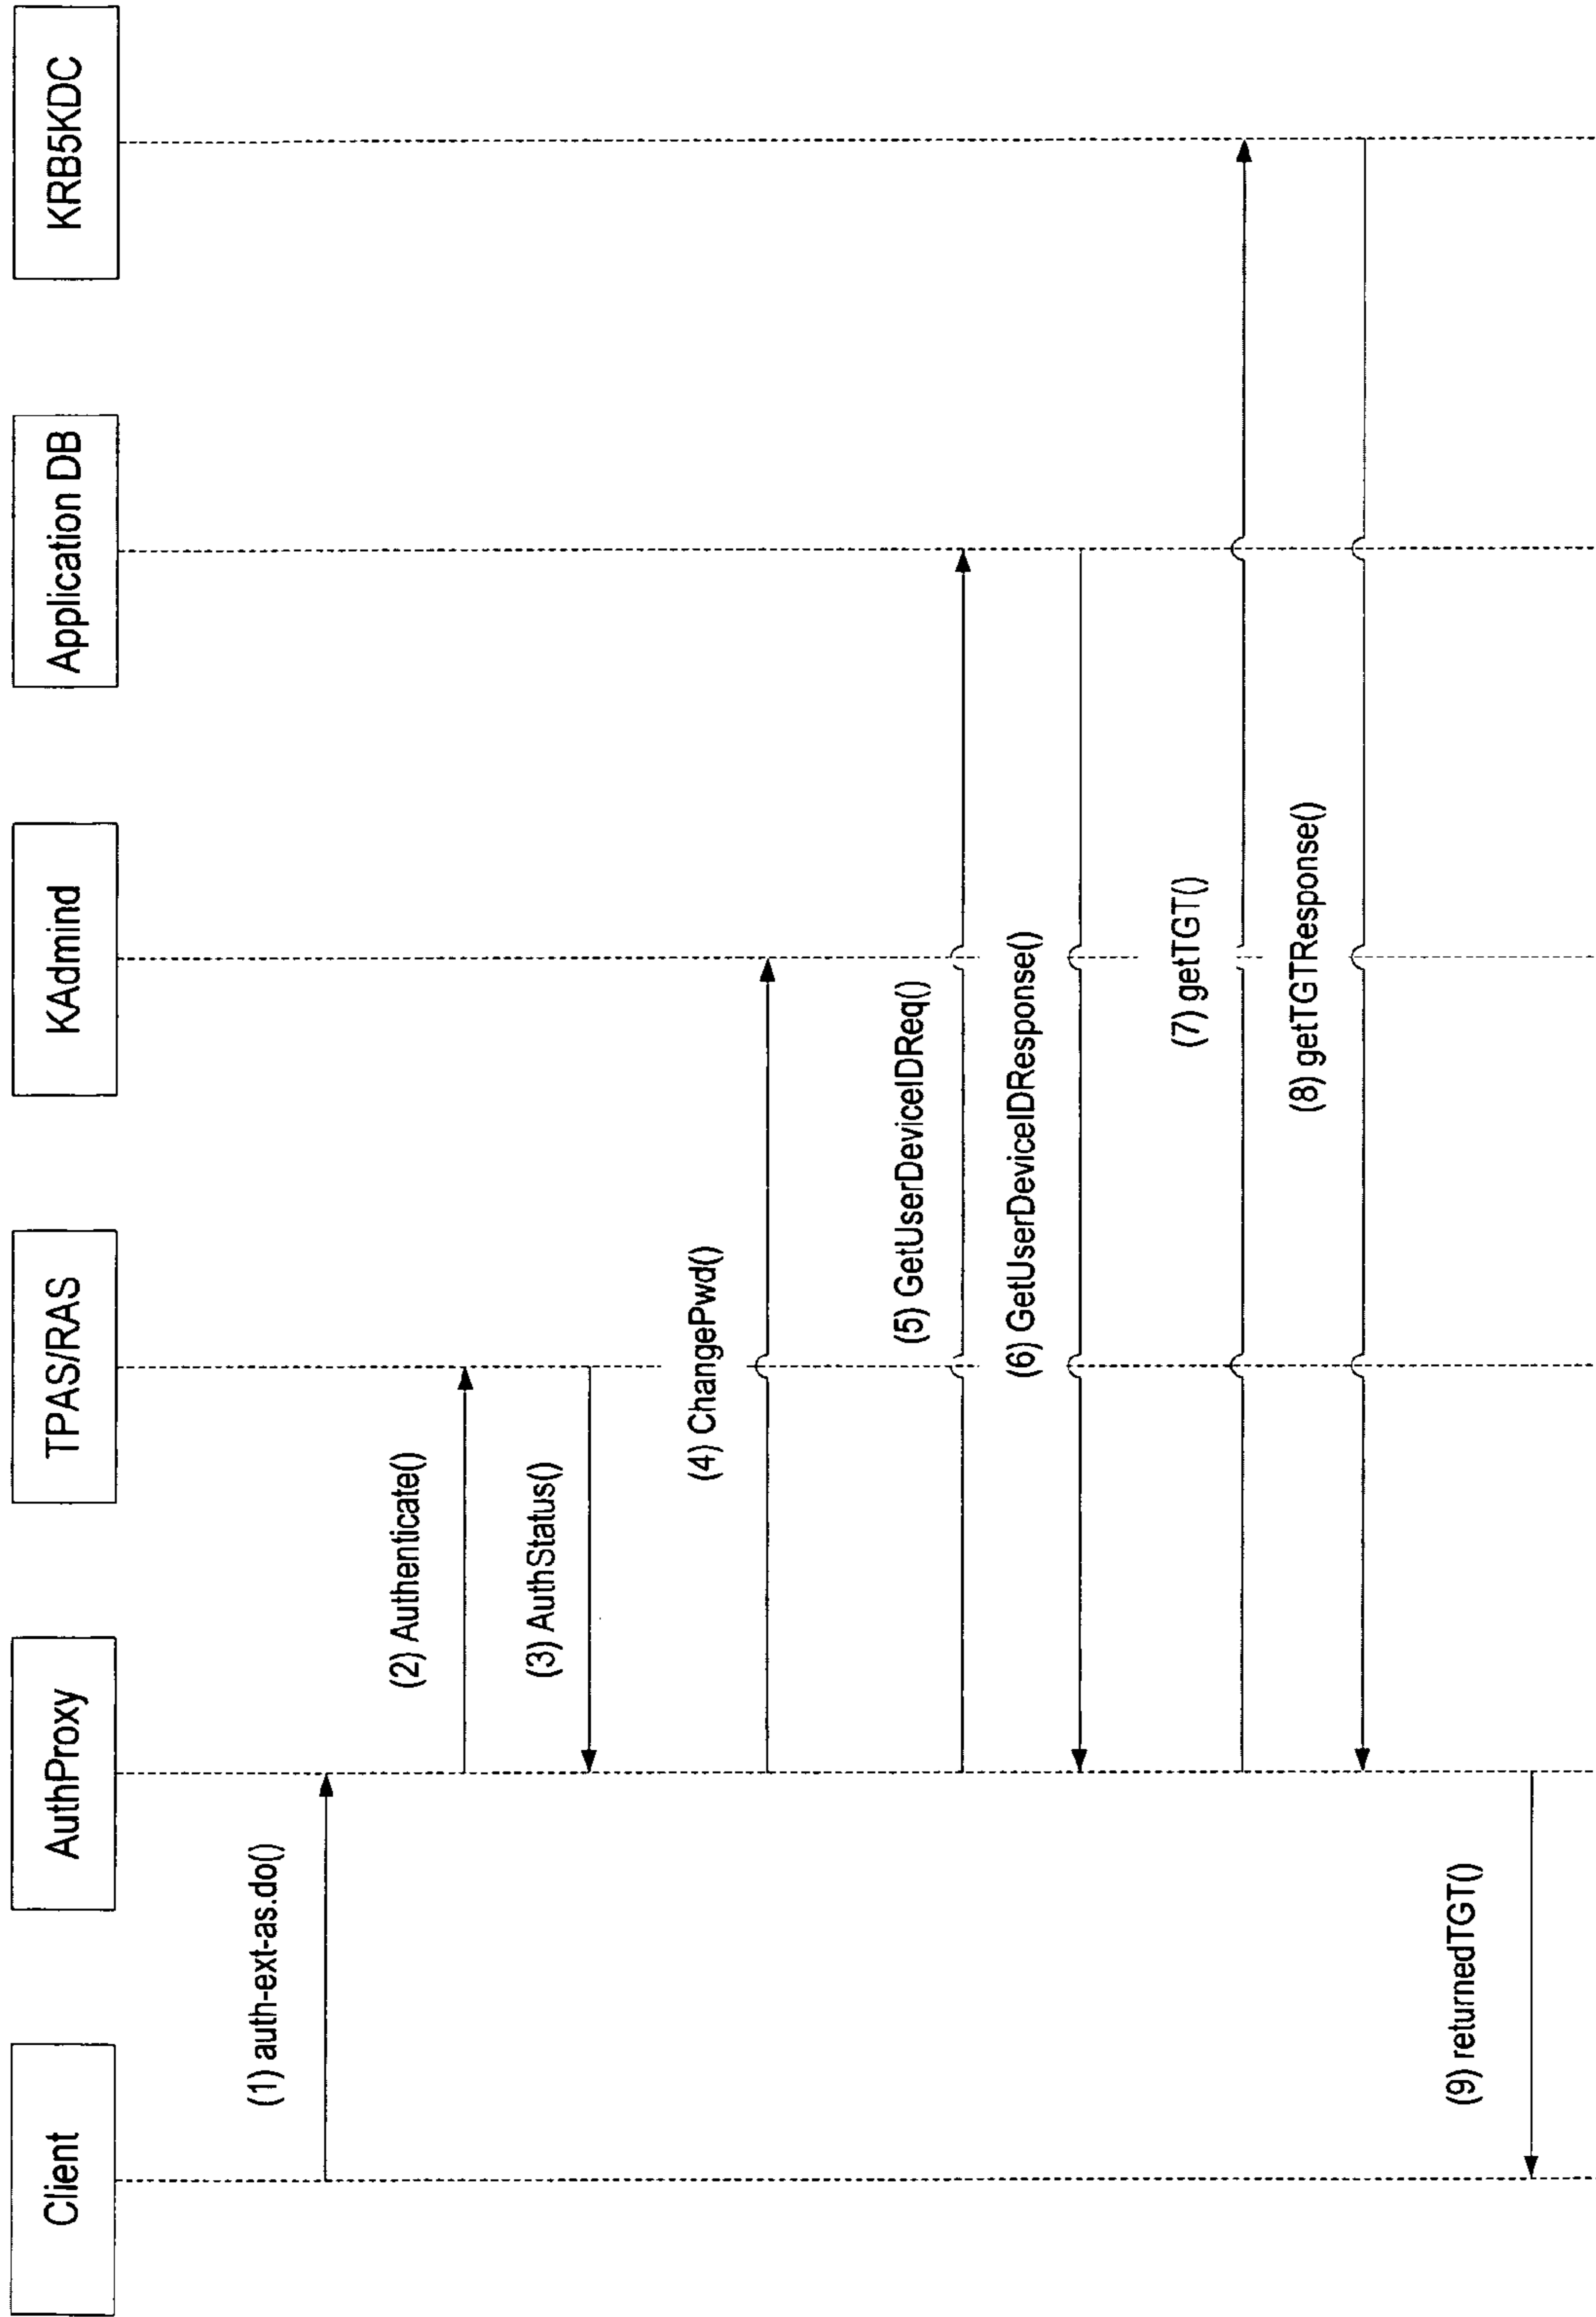 Client
AuthProxy
TPAS/RAS
KAdmind
Application DB
KRB5KDC
(1) auth-ext-as.do()
(2) Authenticate()
(3) AuthStatus()
(4) ChangePwd()
(5) GetUserDeviceIDReq()
(6) GetUserDeviceIDResponse()
(7) getTGT()
(8) getTGTResponse()
(9) returnedTGT()